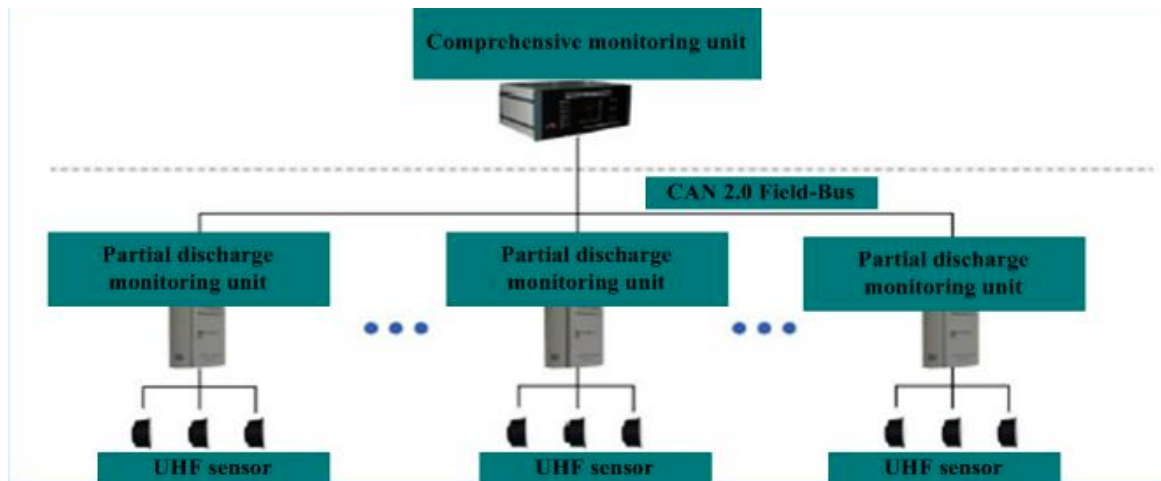 Comprehensive monitoring unit
CAN 2.0 Field-Bus
Partial discharge
monitoring unit
Partial discharge
monitoring unit
Partial discharge
monitoring unit
UHF sensor
UHF sensor
UHF sensor